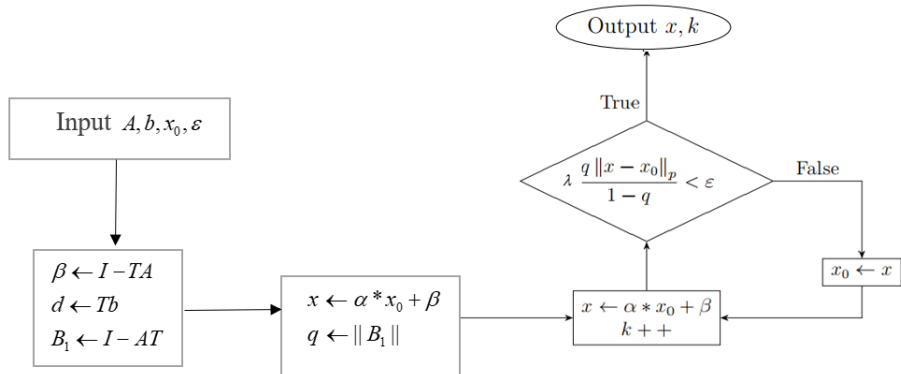 Input A, b, x₀, ε
β ← I − TA
d ← Tb
B₁ ← I − AT
x ← α * x₀ + β
q ← || B₁ ||
x ← α * x₀ + β
k + +
λ q ‖x − x₀‖ₚ / 1 − q < ε
True
Output x, k
False
x₀ ← x